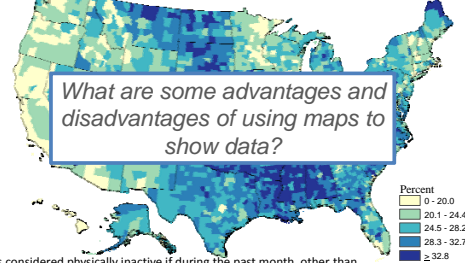 What are some advantages and
disadvantages of using maps to
show data?
Percent
0 - 20.0
20.1 - 24.4
24.5 - 28.2
28.3 - 32.7
> 32.8
considered physically inactive if during the past month, other than